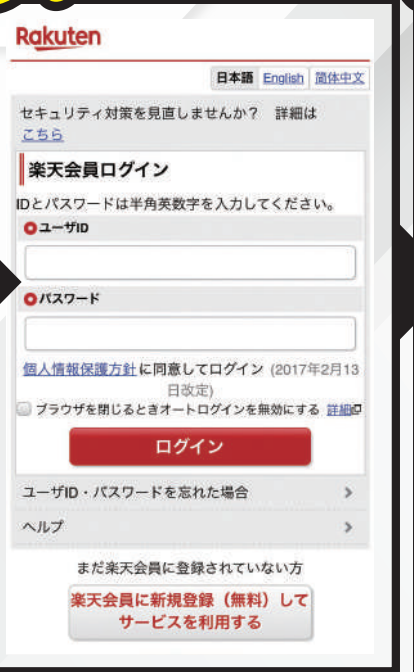 Rakuten
日本語 English 简体中文
セキュリティ対策を見直しませんか？ 詳細は
こちら
楽天会員ログイン
IDとパスワードは半角英数字を入力してください。
ユーザID
パスワード
個人情報保護方針に同意してログイン (2017年2月13
日改定)
ブラウザを閉じるときオートログインを無効にする 詳細
ログイン
ユーザID・パスワードを忘れた場合
ヘルプ
まだ楽天会員に登録されていない方
楽天会員に新規登録（無料）して
サービスを利用する